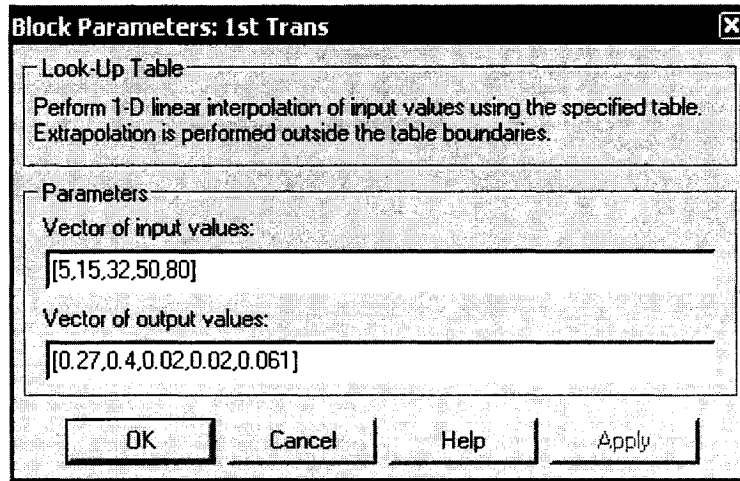 Block Parameters: 1st Trans
Look-Up Table
Perform 1-D linear interpolation of input values using the specified table.
Extrapolation is performed outside the table boundaries.
Parameters
Vector of input values:
[5,15,32,50,80]
Vector of output values:
[0.27,0.4,0.02,0.02,0.061]
OK Cancel Help Apply